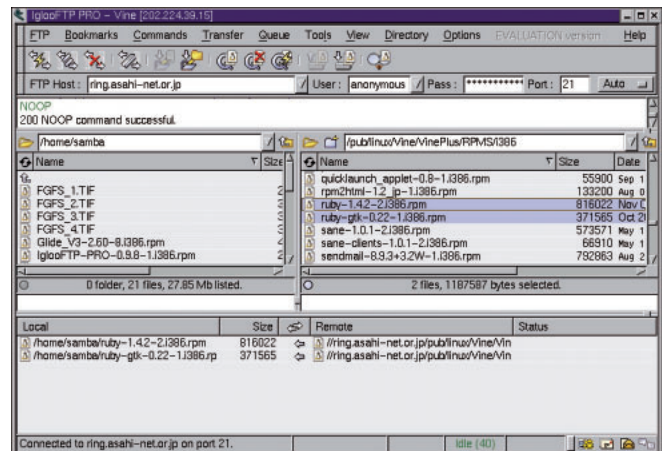 IglooFTP PRO - Vine [202.224.39.15]
FTP Bookmarks Commands Transfer Queue Tools View Directory Options EVALUATION version Help
FTP Host : ring.asahi-net.or.jp User : anonymous Pass : *********** Port : 21 Auto
NOOP
200 NOOP command successful.
/home/samba /pub/linux/Vine/VinePlus/RPMS/i386
Name Size Name Size Date
FGFS_1.TIF quicklaunch_applet-0.8-1.i386.rpm 55900 Sep 1
FGFS_2.TIF rpm2html-1.2_jp-1.i386.rpm 133200 Aug 0
FGFS_3.TIF ruby-1.4.2-2.i386.rpm 816022 Nov
FGFS_4.TIF ruby-gtk-0.22-1.i386.rpm 371565 Oct 2
Glide_V3-2.60-8.i386.rpm sane-1.0.1-2.i386.rpm 573571 May 1
IglooFTP-PRO-0.9.8-1.i386.rpm sane-clients-1.0.1-2.i386.rpm 66910 May 1
sendmail-8.9.3+3.2W-1.i386.rpm 792863 Aug 2
0 folder, 21 files, 27.85 Mb listed. 2 files, 1187587 bytes selected.
Local Size Remote Status
/home/samba/ruby-1.4.2-2.i386.rpm 816022 //ring.asahi-net.or.jp/pub/linux/Vine/Vin
/home/samba/ruby-gtk-0.22-1.i386.rp 371565 //ring.asahi-net.or.jp/pub/linux/Vine/Vin
Connected to ring.asahi-net.or.jp on port 21. Idle (40)